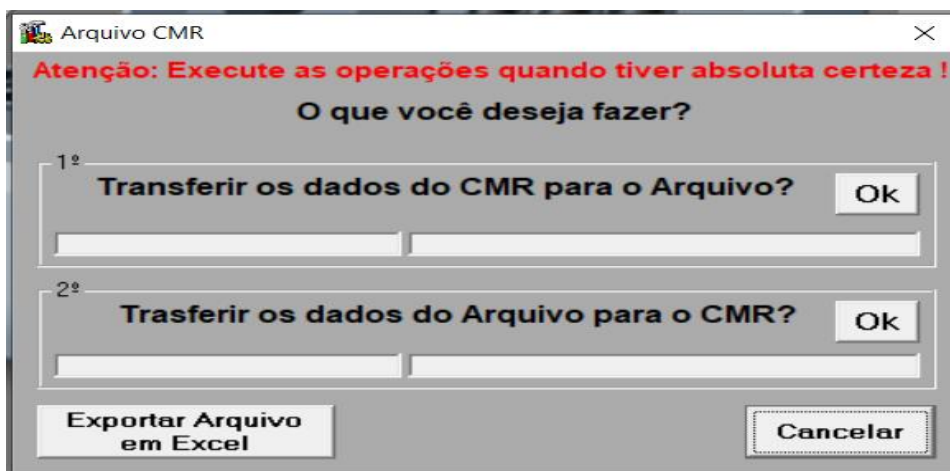 Arquivo CMR
Atenção: Execute as operações quando tiver absoluta certeza !
O que você deseja fazer?
1º
Transferir os dados do CMR para o Arquivo?
Ok
2º
Trasferir os dados do Arquivo para o CMR?
Ok
Exportar Arquivo
em Excel
Cancelar